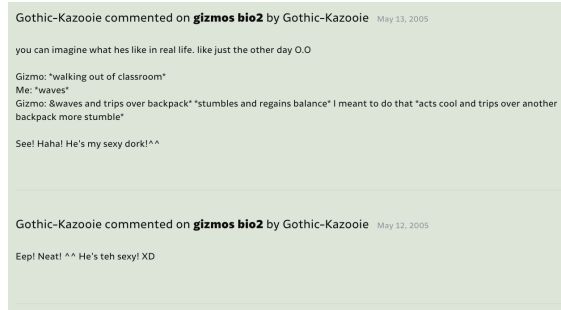 Gothic-Kazooie commented on gizmos bio2 by Gothic-Kazooie May 13, 2005
you can imagine what hes like in real life. like just the other day O.O
Gizmo: *walking out of classroom*
Me: *waves*
Gizmo: &waves and trips over backpack* *stumbles and regains balance* I meant to do that *acts cool and trips over another
backpack more stumble*
See! Haha! He's my sexy dork!^^
Gothic-Kazooie commented on gizmos bio2 by Gothic-Kazooie May 12, 2005
Eep! Neat! ^^ He's teh sexy! XD